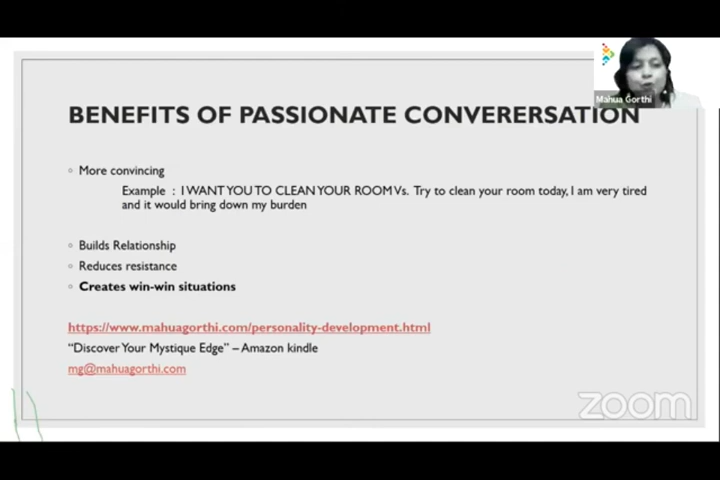 Mahua Gorthi
BENEFITS OF PASSIONATE CONVERERSATION
More convincing
Example : I WANT YOU TO CLEAN YOUR ROOM Vs. Try to clean your room today, I am very tired
and it would bring down my burden
Builds Relationship
Reduces resistance
Creates win-win situations
https://www.mahuagorthi.com/personality-development.html
“Discover Your Mystique Edge” – Amazon kindle
mg@mahuagorthi.com
zoom